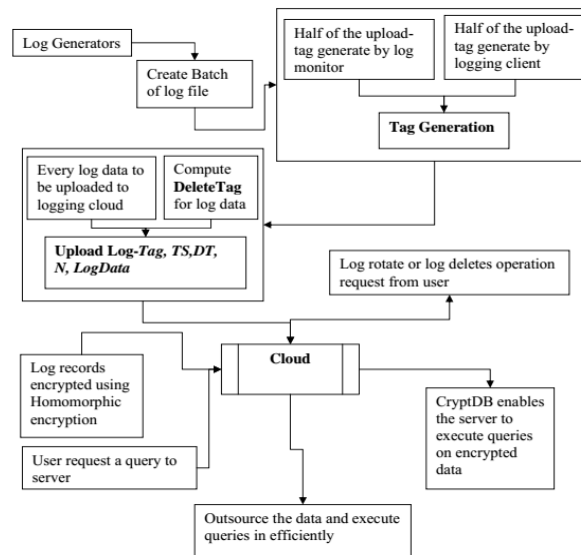 Log Generators
Create Batch
of log file
Half of the upload-
tag generate by log
monitor
Half of the upload-
tag generate by
logging client
Tag Generation
Every log data to
be uploaded to
logging cloud
Compute
DeleteTag
for log data
Upload Log-Tag, TS,DT,
N, LogData
Log rotate or log deletes operation
request from user
Cloud
Log records
encrypted using
Homomorphic
encryption
User request a query to
server
CryptDB enables
the server to
execute queries
on encrypted
data
Outsource the data and execute
queries in efficiently